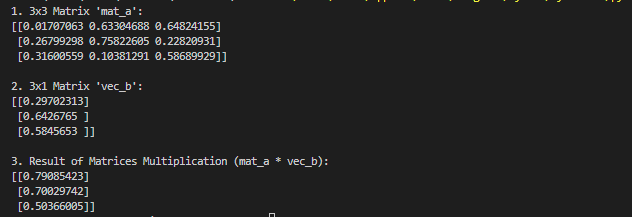 1. 3x3 Matrix 'mat_a':
[[0.01707063 0.63304688 0.64824155]
 [0.26799298 0.75822605 0.22820931]
 [0.31600559 0.10381291 0.58689929]]
2. 3x1 Matrix 'vec_b':
[[0.29702313]
 [0.6426765 ]
 [0.5845653 ]]
3. Result of Matrices Multiplication (mat_a * vec_b):
[[0.79085423]
 [0.70029742]
 [0.50366005]]